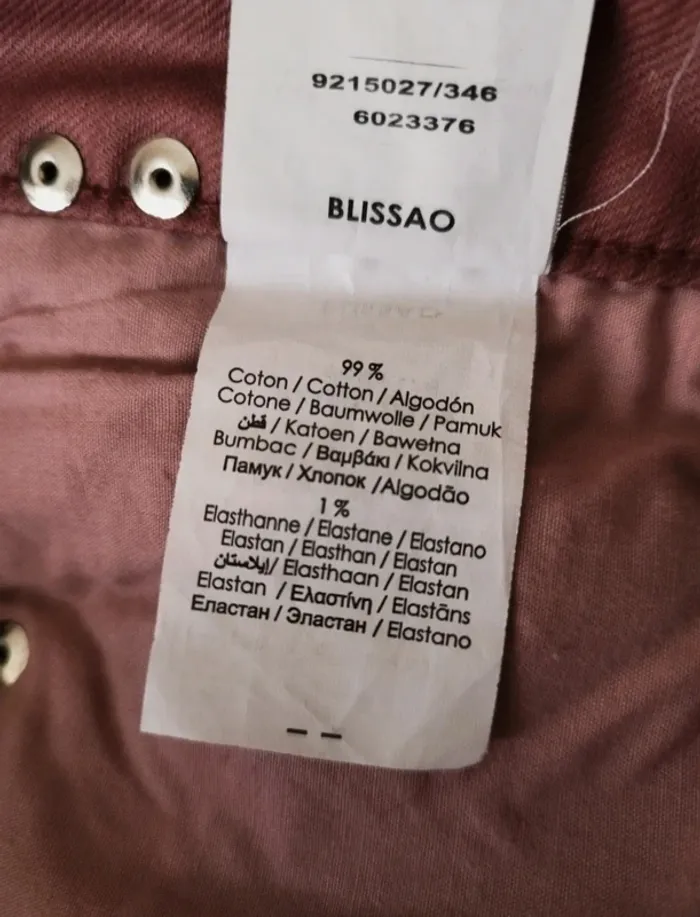 9215027/346
6023376
BLISSAO
99 %
Coton / Cotton / Algodón
Cotone / Baumwolle / Pamuk
قطن / Katoen / Bawełna
Bumbac / Βαμβάκι / Kokvilna
Памук / Хлопок /Algodão
1 %
Elasthanne / Elastane / Elastano
Elastan / Elasthan / Elastan
إيلاستان/ Elasthaan / Elastan
Elastan / Ελαστίνη / Elastāns
Еластан / Эластан / Elastano